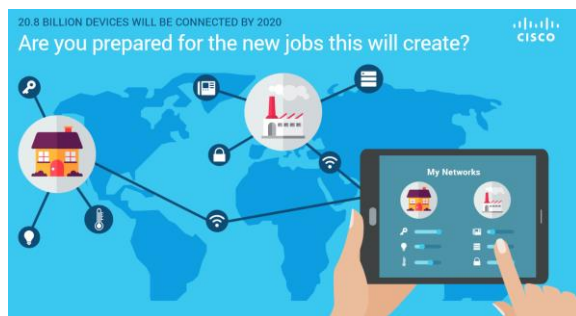 20.8 BILLION DEVICES WILL BE CONNECTED BY 2020
Are you prepared for the new jobs this will create?
CISCO
My Networks